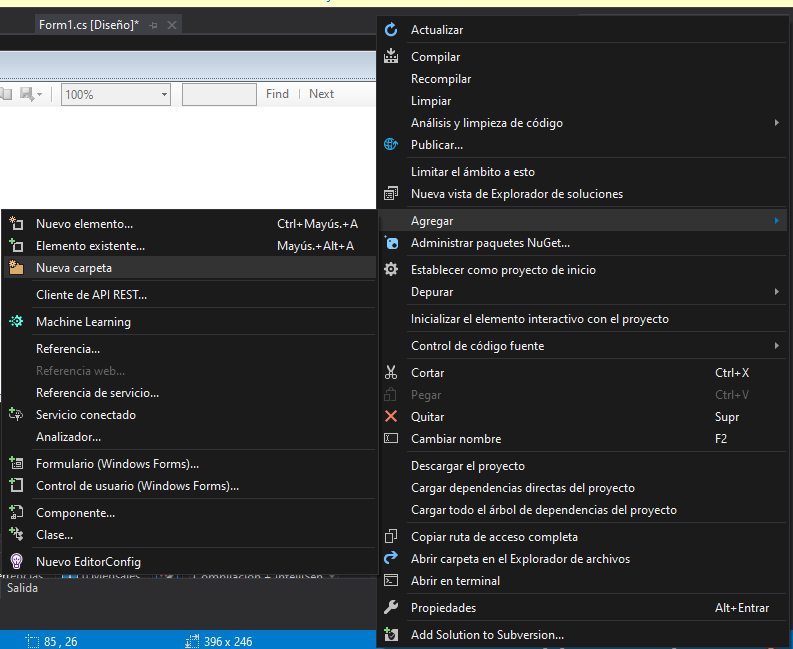 Form1.cs [Diseño]*
100%
Find
Next
Actualizar
Compilar
Recompilar
Limpiar
Análisis y limpieza de código
Publicar...
Limitar el ámbito a esto
Nueva vista de Explorador de soluciones
Agregar
Administrar paquetes NuGet...
Establecer como proyecto de inicio
Depurar
Inicializar el elemento interactivo con el proyecto
Control de código fuente
Cortar Ctrl+X
Pegar Ctrl+V
Quitar Supr
Cambiar nombre F2
Descargar el proyecto
Cargar dependencias directas del proyecto
Cargar todo el árbol de dependencias del proyecto
Copiar ruta de acceso completa
Abrir carpeta en el Explorador de archivos
Abrir en terminal
Propiedades Alt+Entrar
Add Solution to Subversion...
Nuevo elemento... Ctrl+Mayús.+A
Elemento existente... Mayús.+Alt+A
Nueva carpeta
Cliente de API REST...
Machine Learning
Referencia...
Referencia web...
Referencia de servicio...
Servicio conectado
Analizador...
Formulario (Windows Forms)...
Control de usuario (Windows Forms)...
Componente...
Clase...
Nuevo EditorConfig
Salida
85 , 26
396 x 246